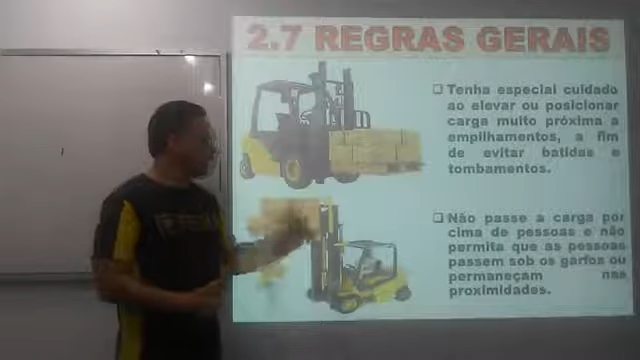 2.7 REGRAS GERAIS
❑ Tenha especial cuidado
ao elevar ou posicionar
carga muito próxima a
empilhamentos, a fim
de evitar batidas e
tombamentos.
❑ Não passe a carga por
cima de pessoas e não
permita que as pessoas
passem sob os garfos ou
permaneçam nas
proximidades.